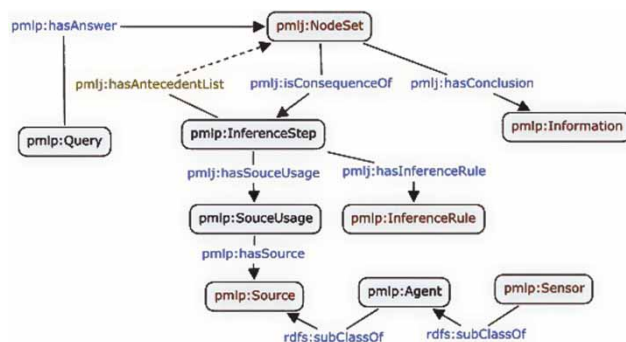 pmlp:hasAnswer
pmlj:NodeSet
pmlj:hasAntecedentList
pmlj:isConsequenceOf
pmlj:hasConclusion
pmlp:Query
pmlp:InferenceStep
pmlp:Information
pmlj:hasSouceUsage
pmlj:hasInferenceRule
pmlp:SouceUsage
pmlp:InferenceRule
pmlp:hasSource
pmlp:Source
pmlp:Agent
pmlp:Sensor
rdfs:subClassOf
rdfs:subClassOf